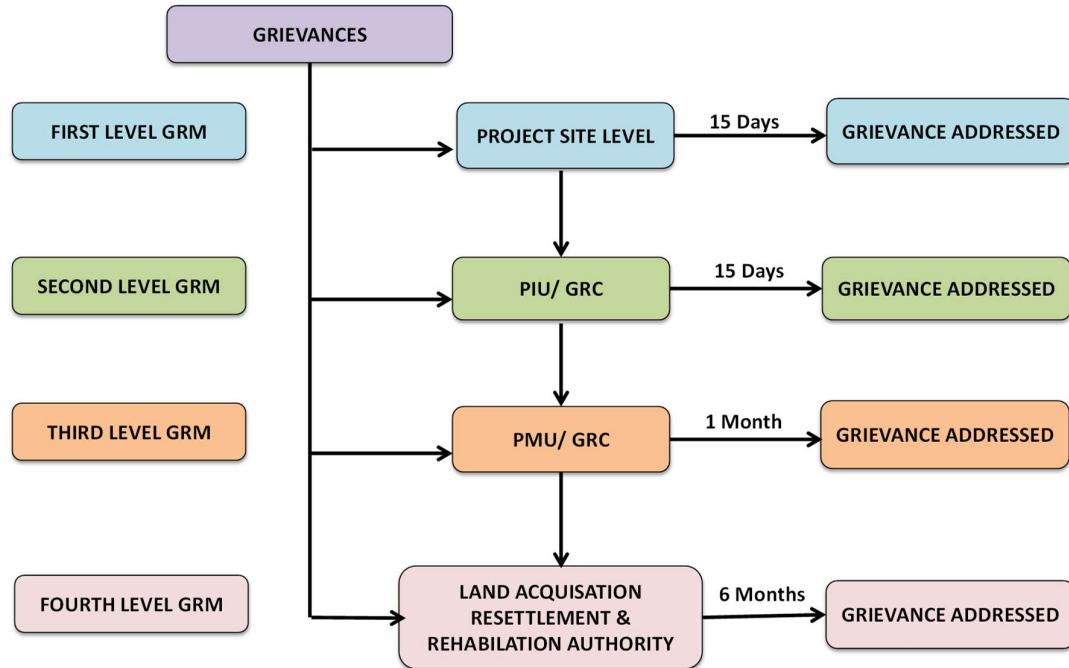 GRIEVANCES
FIRST LEVEL GRM
PROJECT SITE LEVEL
15 Days
GRIEVANCE ADDRESSED
SECOND LEVEL GRM
PIU/ GRC
15 Days
GRIEVANCE ADDRESSED
THIRD LEVEL GRM
PMU/ GRC
1 Month
GRIEVANCE ADDRESSED
FOURTH LEVEL GRM
LAND ACQUISATION
RESETTLEMENT &
REHABILATION AUTHORITY
6 Months
GRIEVANCE ADDRESSED